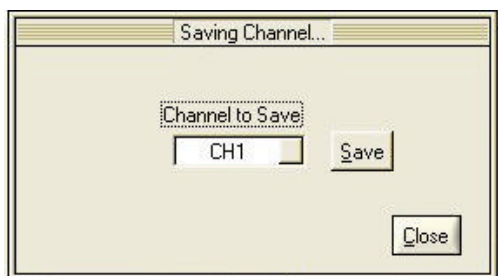 Saving Channel...
Channel to Save
CH1
Save
Close